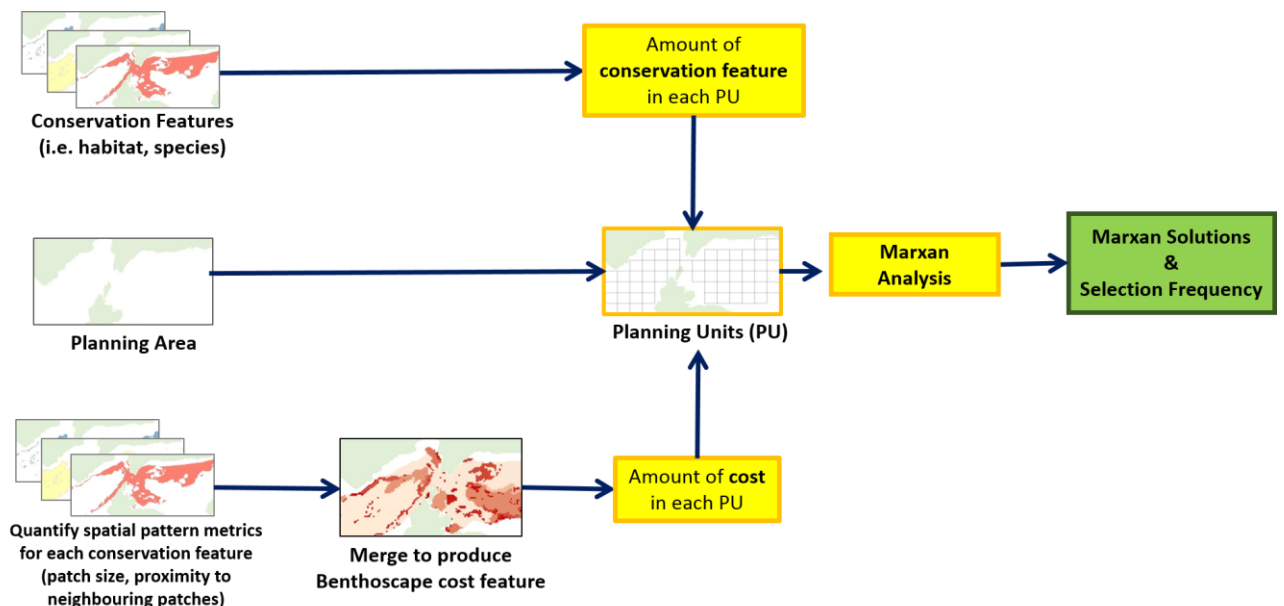 Conservation Features
(i.e. habitat, species)
Amount of
conservation feature
in each PU
Planning Area
Planning Units (PU)
Marxan
Analysis
Marxan Solutions
&
Selection Frequency
Quantify spatial pattern metrics
for each conservation feature
(patch size, proximity to
neighbouring patches)
Merge to produce
Benthoscape cost feature
Amount of cost
in each PU